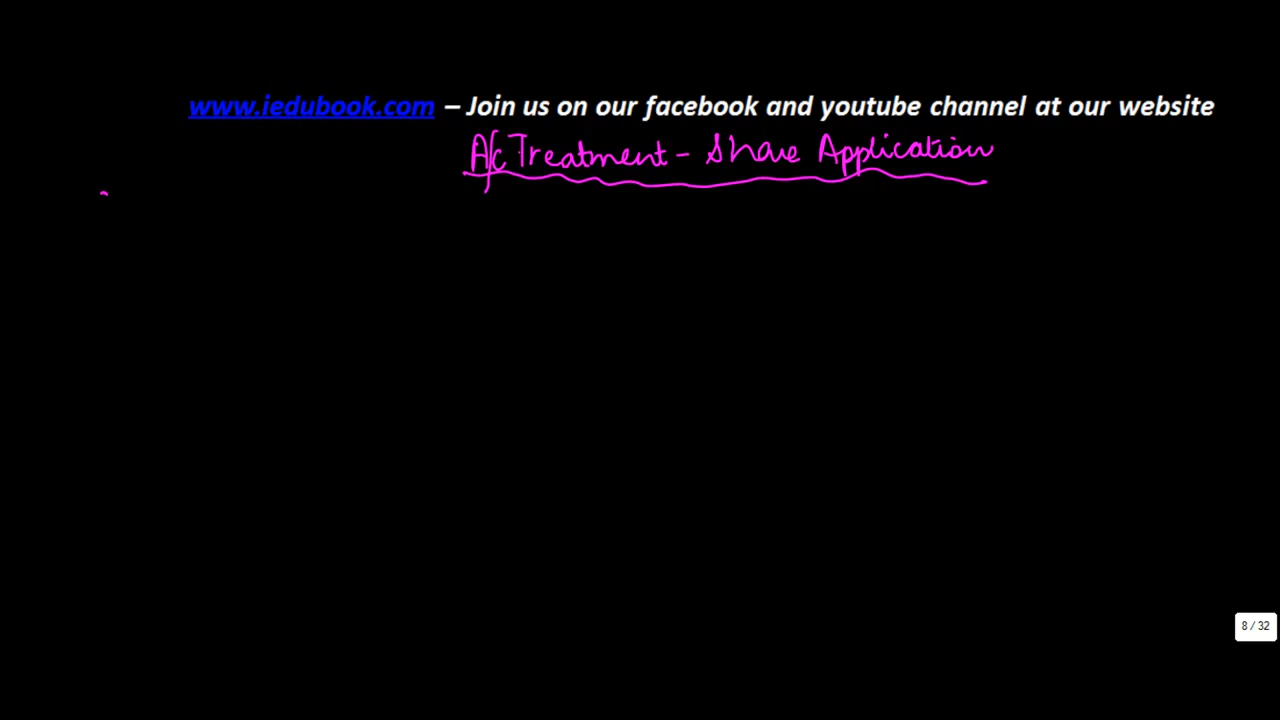 www.iedubook.com – Join us on our facebook and youtube channel at our website
A/c Treatment - Share Application
8 / 32